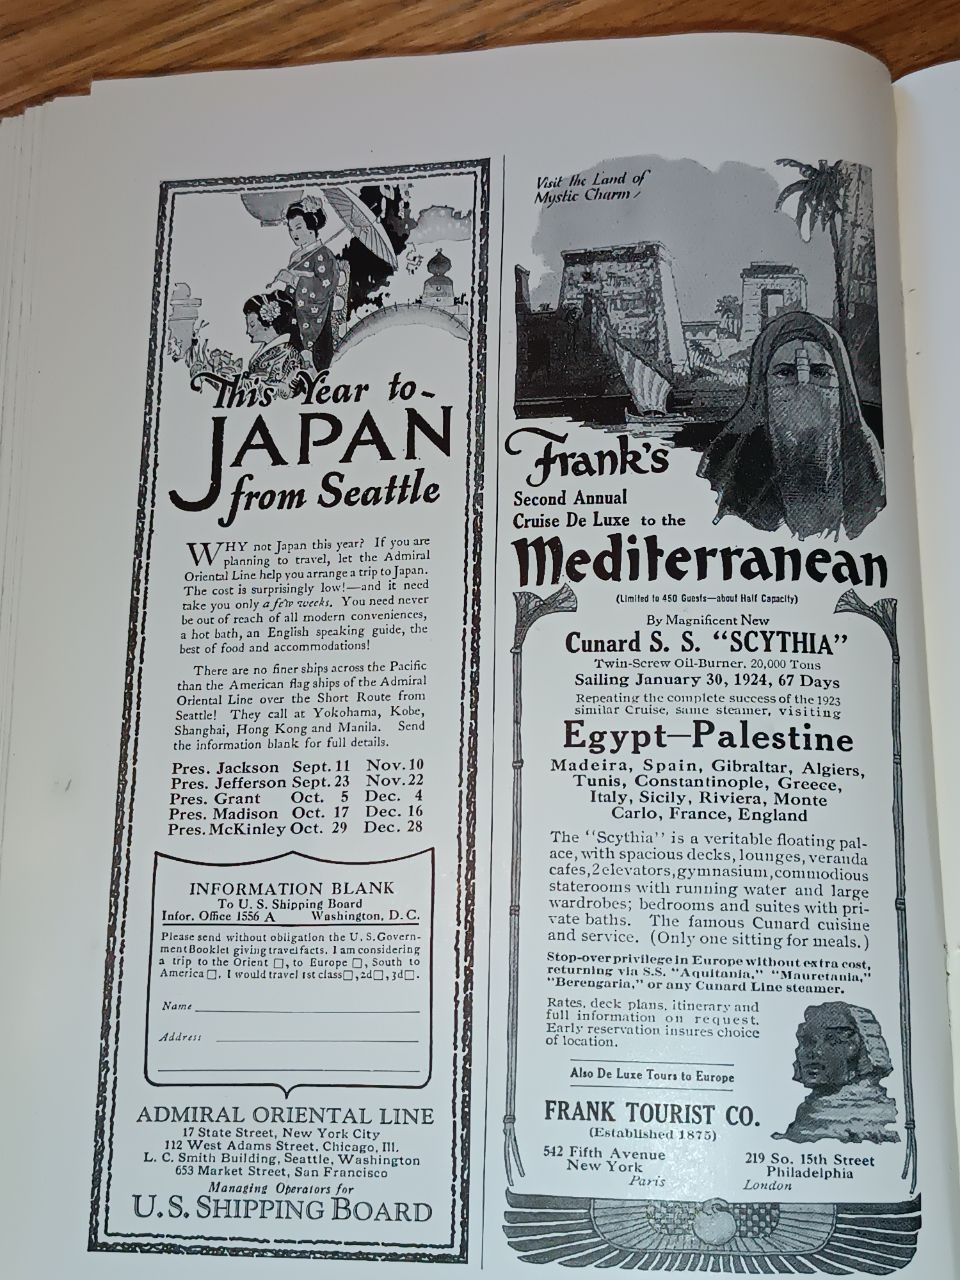 This Year to-
JAPAN
from Seattle
WHY not Japan this year? If you are
planning to travel, let the Admiral
Oriental Line help you arrange a trip to Japan.
The cost is surprisingly low!—and it need
take you only a few weeks. You need never
be out of reach of all modern conveniences,
a hot bath, an English speaking guide, the
best of food and accommodations!
There are no finer ships across the Pacific
than the American flag ships of the Admiral
Oriental Line over the Short Route from
Seattle! They call at Yokohama, Kobe,
Shanghai, Hong Kong and Manila. Send
the information blank for full details.
Pres. Jackson Sept. 11 Nov. 10
Pres. Jefferson Sept. 23 Nov. 22
Pres. Grant Oct. 5 Dec. 4
Pres. Madison Oct. 17 Dec. 16
Pres. McKinley Oct. 29 Dec. 28
INFORMATION BLANK
To U. S. Shipping Board
Infor. Office 1556 A Washington, D. C.
Please send without obligation the U. S. Govern-
ment Booklet giving travel facts. I am considering
a trip to the Orient □, to Europe □, South to
America □. I would travel 1st class □, 2d □, 3d □.
Name
Address
ADMIRAL ORIENTAL LINE
17 State Street, New York City
112 West Adams Street, Chicago, Ill.
L. C. Smith Building, Seattle, Washington
653 Market Street, San Francisco
Managing Operators for
U. S. SHIPPING BOARD
Visit the Land of
Mystic Charm!
Frank's
Second Annual
Cruise De Luxe to the
Mediterranean
(Limited to 450 Guests—about Half Capacity)
By Magnificent New
Cunard S. S. "SCYTHIA"
Twin-Screw Oil-Burner, 20,000 Tons
Sailing January 30, 1924, 67 Days
Repeating the complete success of the 1923
similar Cruise, same steamer, visiting
Egypt—Palestine
Madeira, Spain, Gibraltar, Algiers,
Tunis, Constantinople, Greece,
Italy, Sicily, Riviera, Monte
Carlo, France, England
The "Scythia" is a veritable floating pal-
ace, with spacious decks, lounges, veranda
cafes, 2 elevators, gymnasium, commodious
staterooms with running water and large
wardrobes; bedrooms and suites with pri-
vate baths. The famous Cunard cuisine
and service. (Only one sitting for meals.)
Stop-over privilege in Europe without extra cost,
returning via S.S. "Aquitania," "Mauretania,"
"Berengaria," or any Cunard Line steamer.
Rates, deck plans, itinerary and
full information on request.
Early reservation insures choice
of location.
Also De Luxe Tours to Europe
FRANK TOURIST CO.
(Established 1875)
542 Fifth Avenue 219 So. 15th Street
New York Philadelphia
Paris London